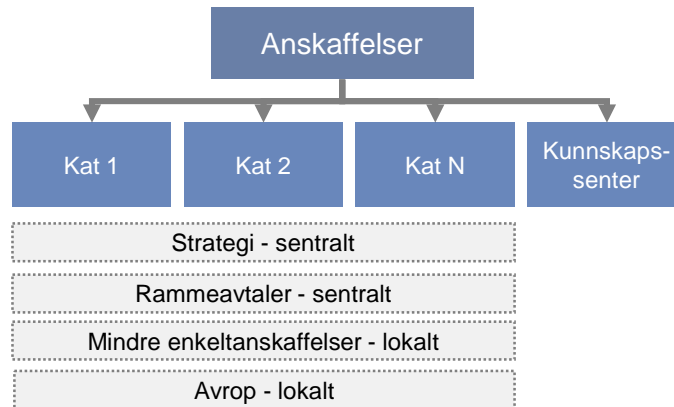 Anskaffelser
Kat 1
Kat 2
Kat N
Kunnskaps-
senter
Strategi - sentralt
Rammeavtaler - sentralt
Mindre enkeltanskaffelser - lokalt
Avrop - lokalt